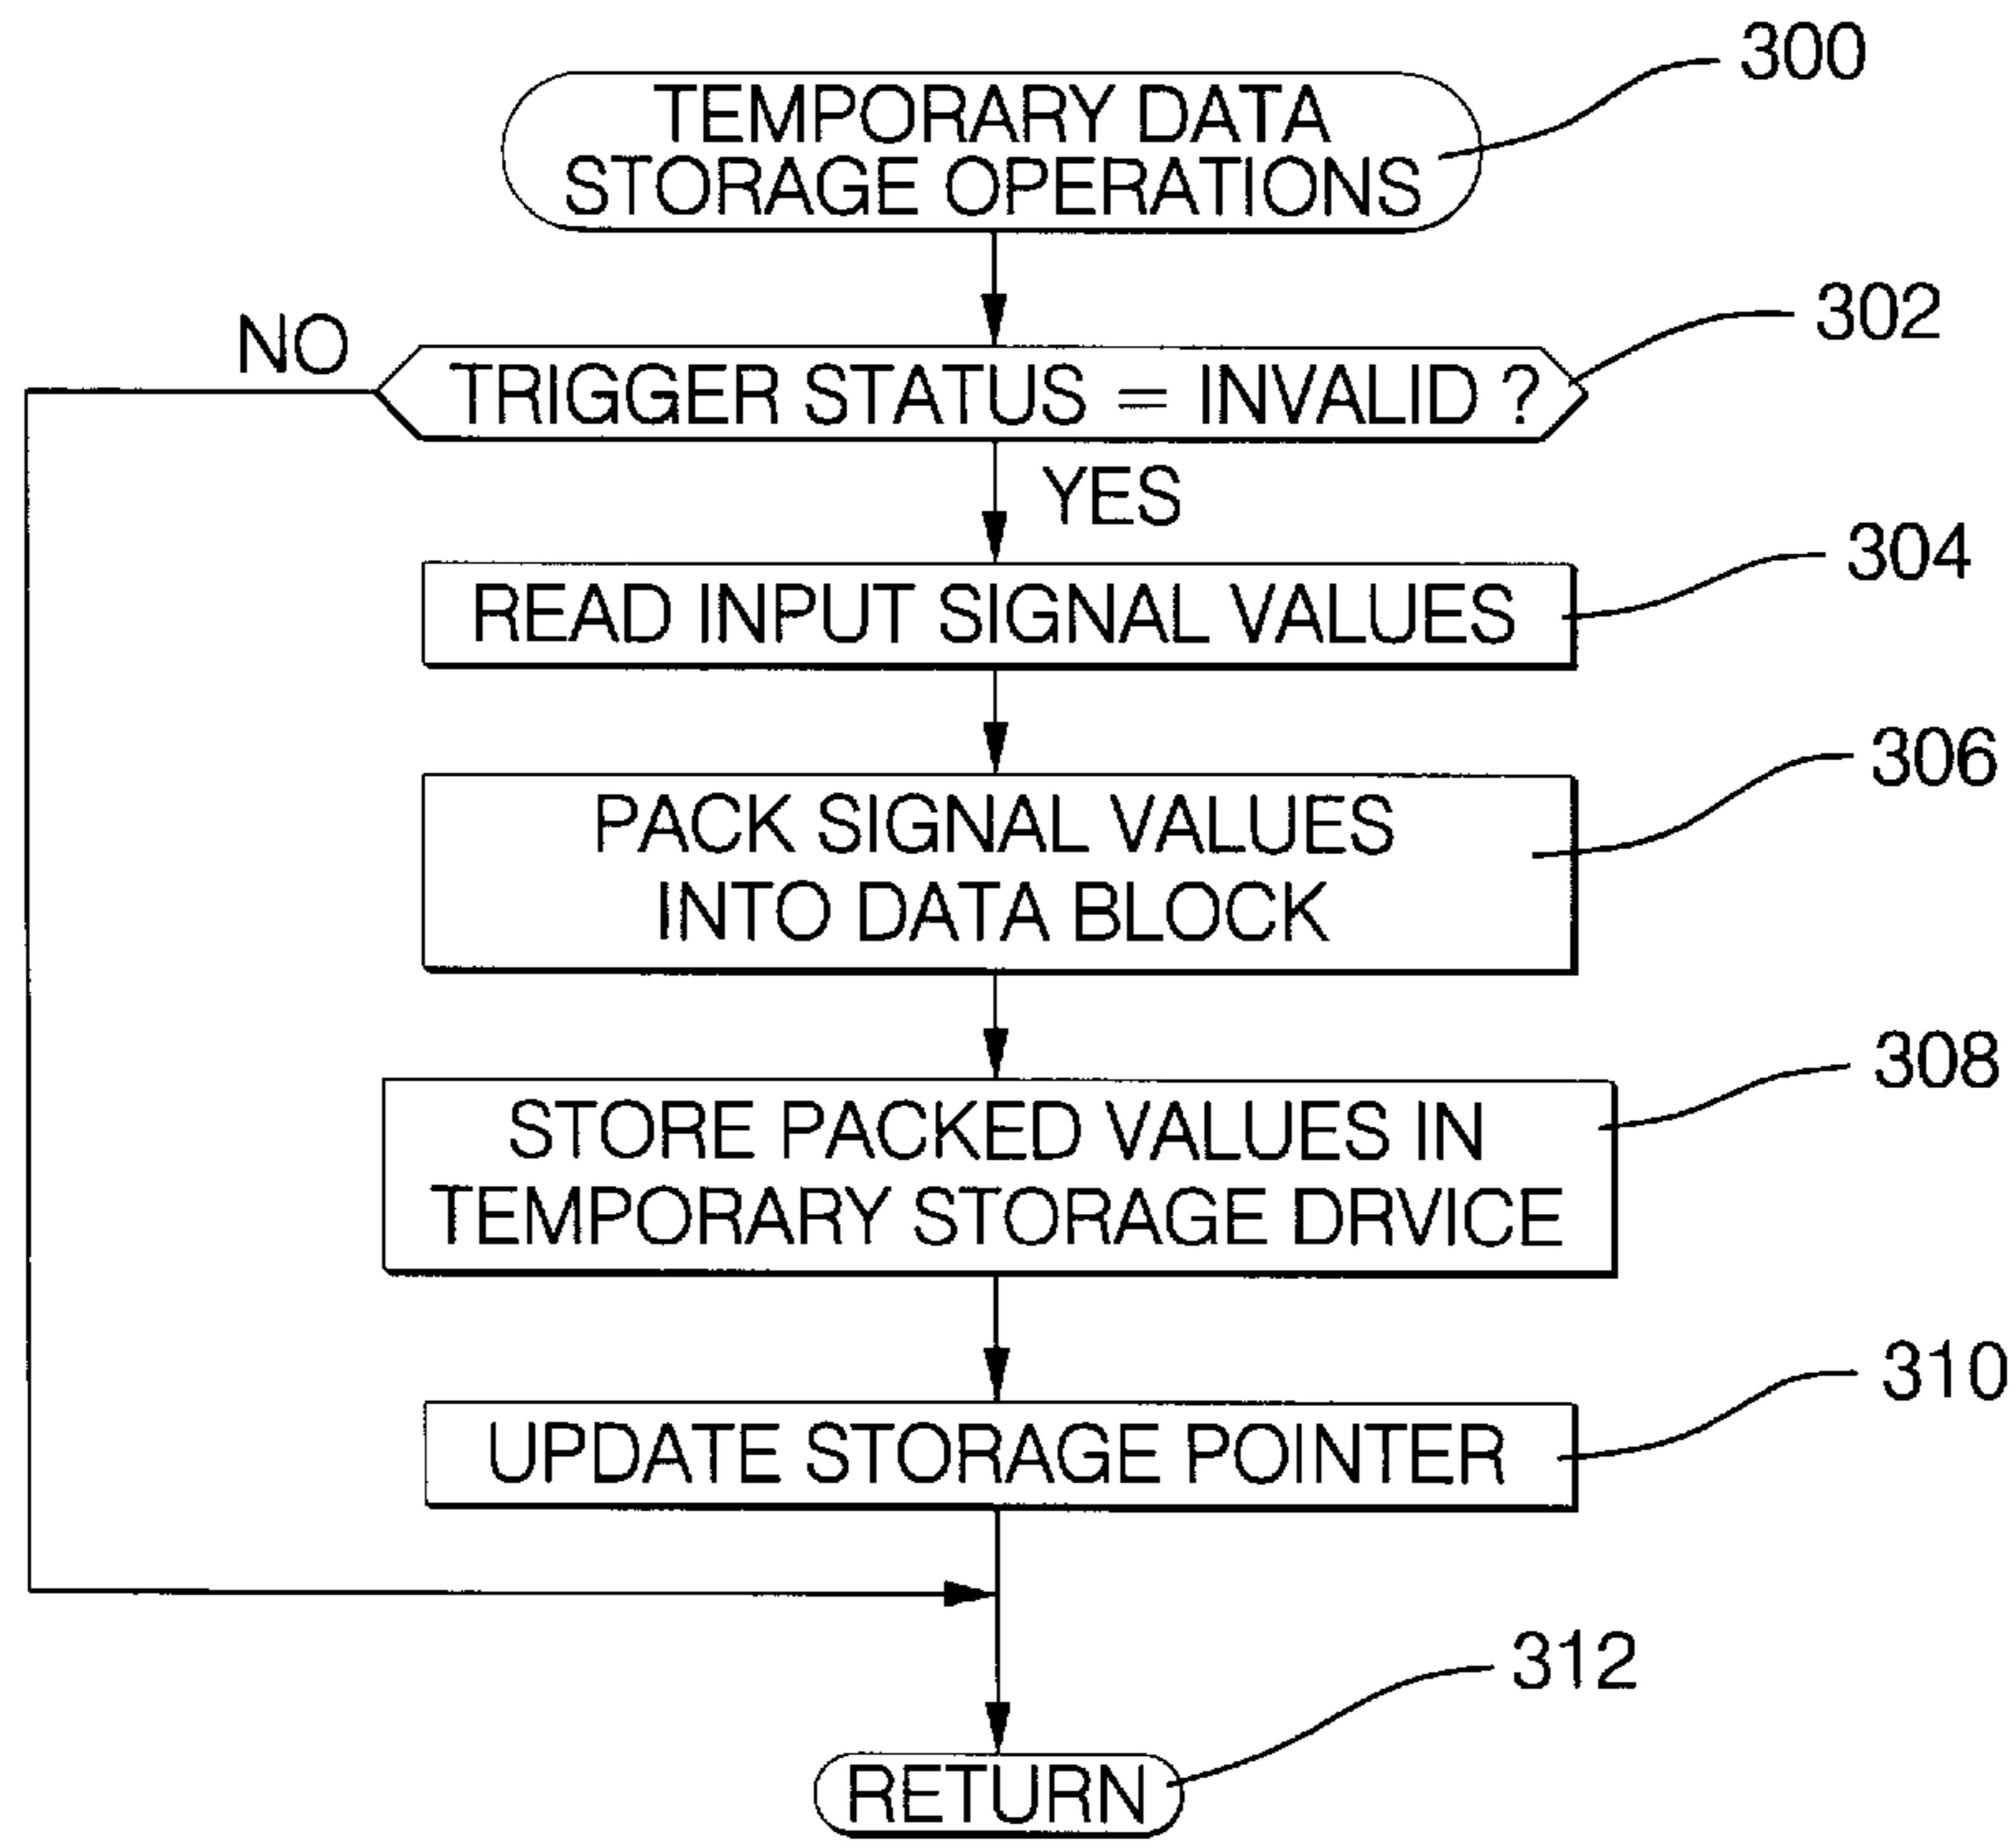 300
TEMPORARY DATA
STORAGE OPERATIONS
302
NO
TRIGGER STATUS = INVALID ?
YES
304
READ INPUT SIGNAL VALUES
306
PACK SIGNAL VALUES
INTO DATA BLOCK
308
STORE PACKED VALUES IN
TEMPORARY STORAGE DRVICE
310
UPDATE STORAGE POINTER
312
RETURN